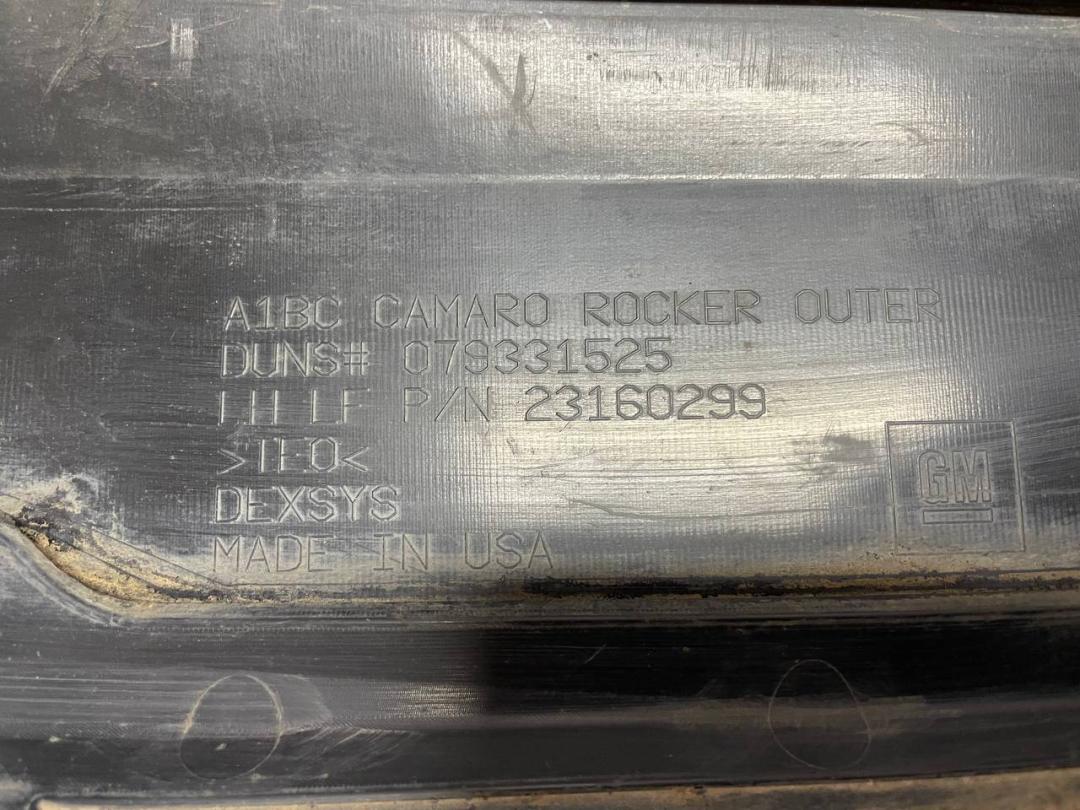 A1BC CAMARO ROCKER OUTER
DUNS# 079331525
LH LF P/N 23160299
>TEO<
DEXSYS
MADE IN USA
GM